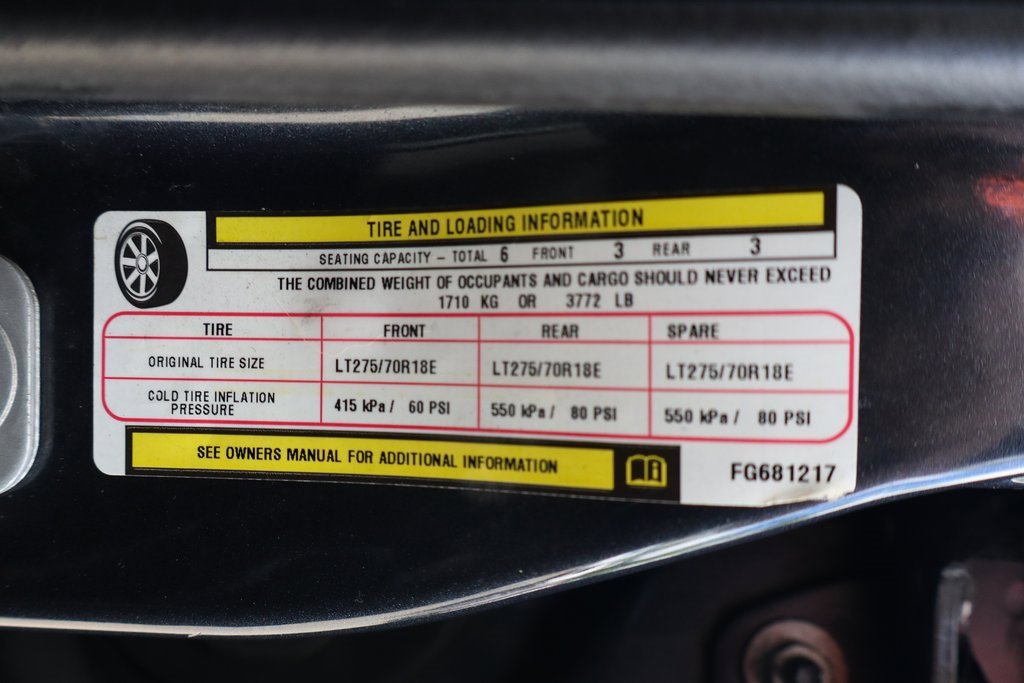 TIRE AND LOADING INFORMATION
SEATING CAPACITY – TOTAL 6 FRONT 3 REAR 3
THE COMBINED WEIGHT OF OCCUPANTS AND CARGO SHOULD NEVER EXCEED
1710 KG OR 3772 LB
TIRE FRONT REAR SPARE
ORIGINAL TIRE SIZE LT275/70R18E LT275/70R18E LT275/70R18E
COLD TIRE INFLATION
PRESSURE 415 kPa / 60 PSI 550 kPa / 80 PSI 550 kPa / 80 PSI
SEE OWNERS MANUAL FOR ADDITIONAL INFORMATION
FG681217